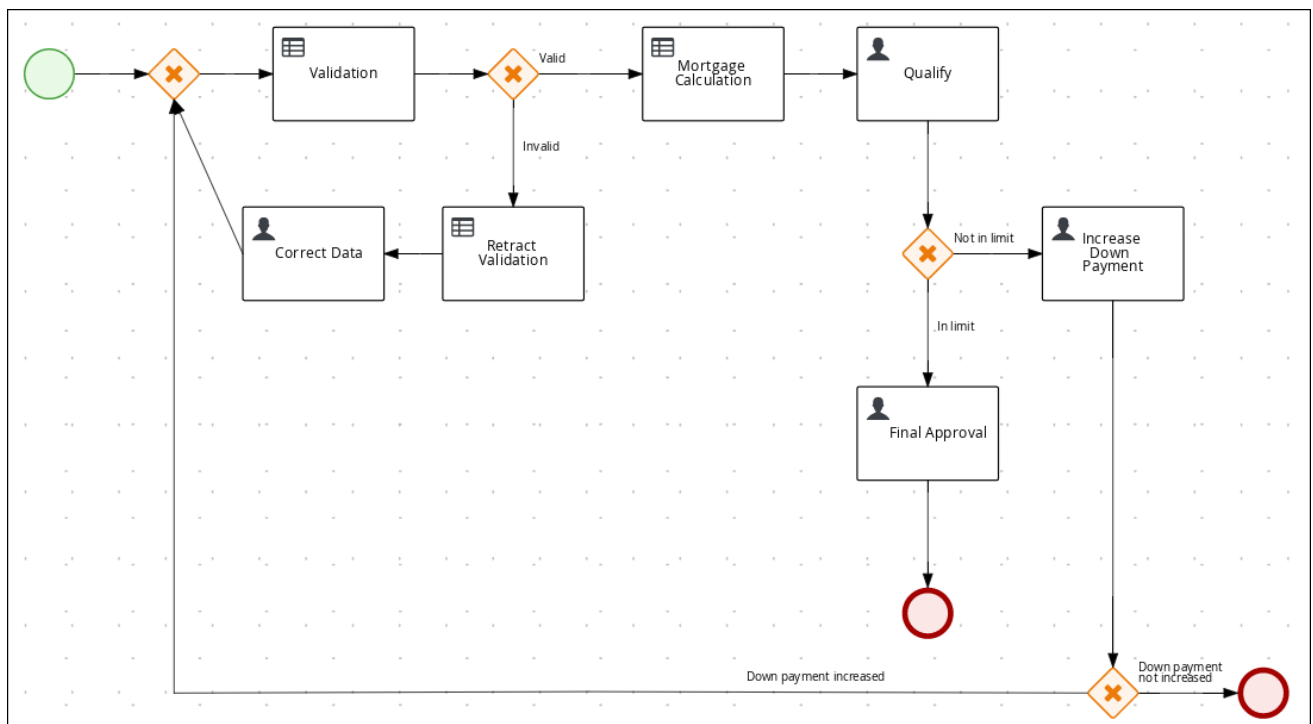 Validation
Valid
Mortgage
Calculation
Qualify
Invalid
Correct Data
Retract
Validation
Not in limit
Increase
Down
Payment
In limit
Final Approval
Down payment increased
Down payment
not increased